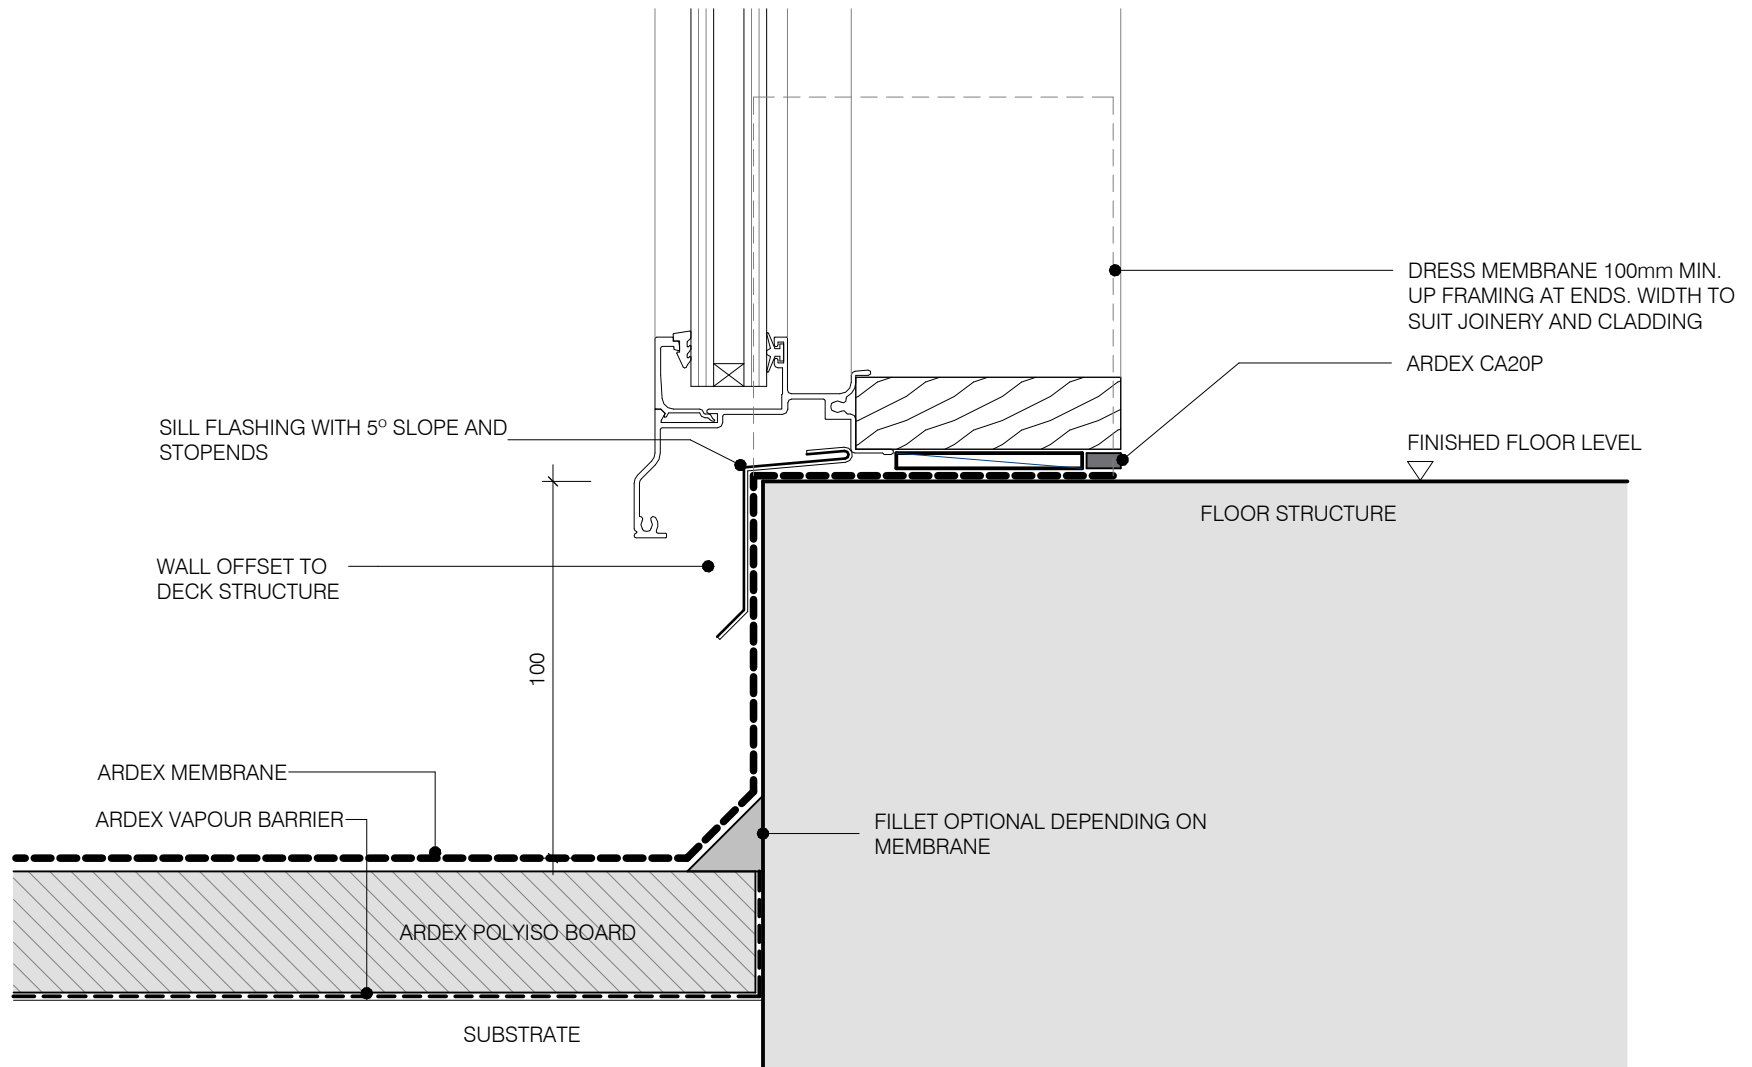 DRESS MEMBRANE 100mm MIN.
UP FRAMING AT ENDS. WIDTH TO
SUIT JOINERY AND CLADDING
ARDEX CA20P
SILL FLASHING WITH 5° SLOPE AND
STOPENDS
FINISHED FLOOR LEVEL
FLOOR STRUCTURE
WALL OFFSET TO
DECK STRUCTURE
100
ARDEX MEMBRANE
ARDEX VAPOUR BARRIER
FILLET OPTIONAL DEPENDING ON
MEMBRANE
ARDEX POLYISO BOARD
SUBSTRATE